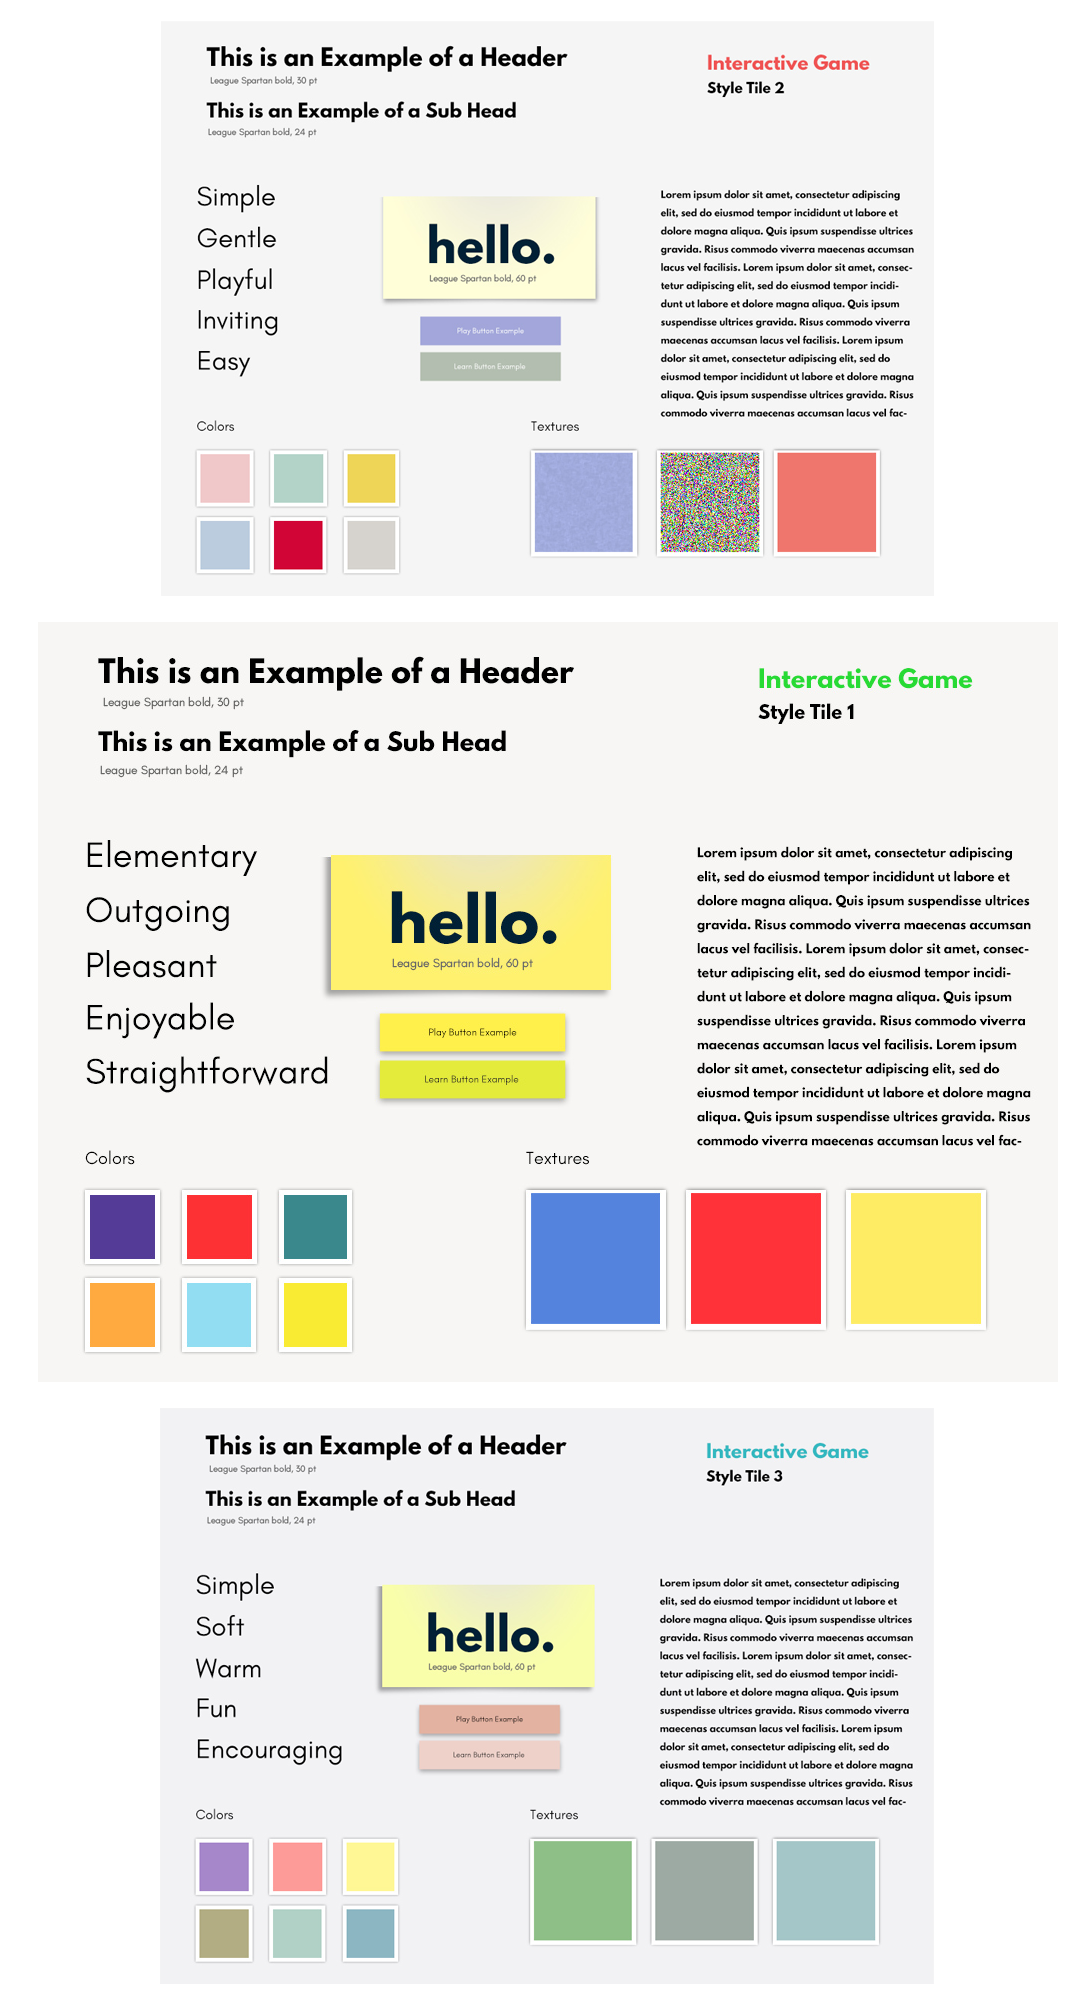 This is an Example of a Header
League Spartan bold, 30 pt
This is an Example of a Sub Head
League Spartan bold, 24 pt
Interactive Game
Style Tile 2
Simple
Gentle
Playful
Inviting
Easy
hello.
League Spartan bold, 60 pt
Play Button Example
Learn Button Example
Lorem ipsum dolor sit amet, consectetur adipiscing
elit, sed do eiusmod tempor incididunt ut labore et
dolore magna aliqua. Quis ipsum suspendisse ultrices
gravida. Risus commodo viverra maecenas accumsan
lacus vel facilisis. Lorem ipsum dolor sit amet, consec-
tetur adipiscing elit, sed do eiusmod tempor incidi-
dunt ut labore et dolore magna aliqua. Quis ipsum
suspendisse ultrices gravida. Risus commodo viverra
maecenas accumsan lacus vel facilisis. Lorem ipsum
dolor sit amet, consectetur adipiscing elit, sed do
eiusmod tempor incididunt ut labore et dolore magna
aliqua. Quis ipsum suspendisse ultrices gravida. Risus
commodo viverra maecenas accumsan lacus vel fac-
Colors
Textures
This is an Example of a Header
League Spartan bold, 30 pt
This is an Example of a Sub Head
League Spartan bold, 24 pt
Interactive Game
Style Tile 1
Elementary
Outgoing
Pleasant
Enjoyable
Straightforward
hello.
League Spartan bold, 60 pt
Play Button Example
Learn Button Example
Lorem ipsum dolor sit amet, consectetur adipiscing
elit, sed do eiusmod tempor incididunt ut labore et
dolore magna aliqua. Quis ipsum suspendisse ultrices
gravida. Risus commodo viverra maecenas accumsan
lacus vel facilisis. Lorem ipsum dolor sit amet, consec-
tetur adipiscing elit, sed do eiusmod tempor incidi-
dunt ut labore et dolore magna aliqua. Quis ipsum
suspendisse ultrices gravida. Risus commodo viverra
maecenas accumsan lacus vel facilisis. Lorem ipsum
dolor sit amet, consectetur adipiscing elit, sed do
eiusmod tempor incididunt ut labore et dolore magna
aliqua. Quis ipsum suspendisse ultrices gravida. Risus
commodo viverra maecenas accumsan lacus vel fac-
Colors
Textures
This is an Example of a Header
League Spartan bold, 30 pt
This is an Example of a Sub Head
League Spartan bold, 24 pt
Interactive Game
Style Tile 3
Simple
Soft
Warm
Fun
Encouraging
hello.
League Spartan bold, 60 pt
Play Button Example
Learn Button Example
Lorem ipsum dolor sit amet, consectetur adipiscing
elit, sed do eiusmod tempor incididunt ut labore et
dolore magna aliqua. Quis ipsum suspendisse ultrices
gravida. Risus commodo viverra maecenas accumsan
lacus vel facilisis. Lorem ipsum dolor sit amet, consec-
tetur adipiscing elit, sed do eiusmod tempor incidi-
dunt ut labore et dolore magna aliqua. Quis ipsum
suspendisse ultrices gravida. Risus commodo viverra
maecenas accumsan lacus vel facilisis. Lorem ipsum
dolor sit amet, consectetur adipiscing elit, sed do
eiusmod tempor incididunt ut labore et dolore magna
aliqua. Quis ipsum suspendisse ultrices gravida. Risus
commodo viverra maecenas accumsan lacus vel fac-
Colors
Textures